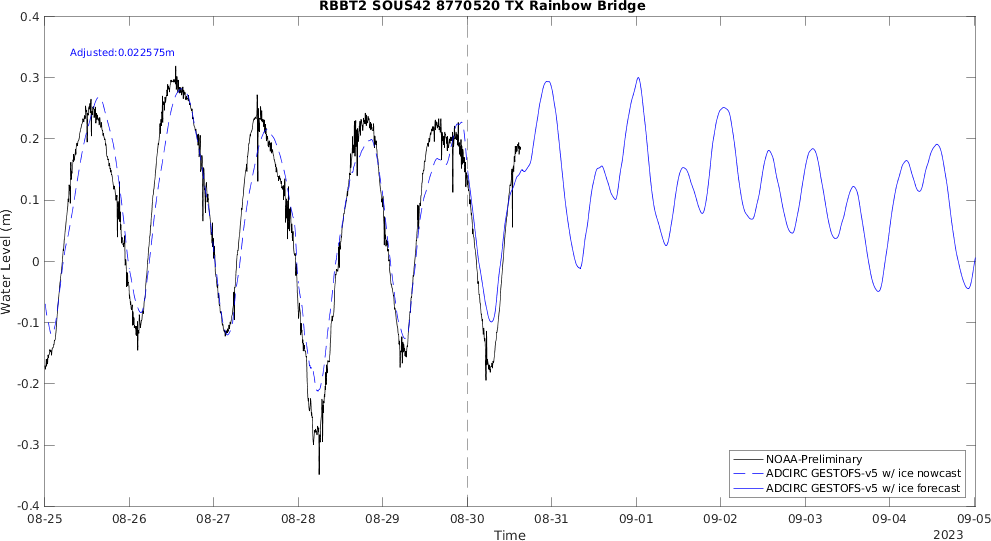 RBBT2 SOUS42 8770520 TX Rainbow Bridge
Adjusted:0.022575m
Water Level (m)
0.4
0.3
0.2
0.1
0
-0.1
-0.2
-0.3
-0.4
NOAA-Preliminary
ADCIRC GESTOFS-v5 w/ ice nowcast
ADCIRC GESTOFS-v5 w/ ice forecast
08-25 08-26 08-27 08-28 08-29 08-30 08-31 09-01 09-02 09-03 09-04 09-05
Time
2023